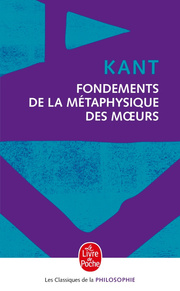 KANT
FONDEMENTS
DE LA MÉTAPHYSIQUE
DES MŒURS
Le Livre
de Poche
Les Classiques de la PHILOSOPHIE